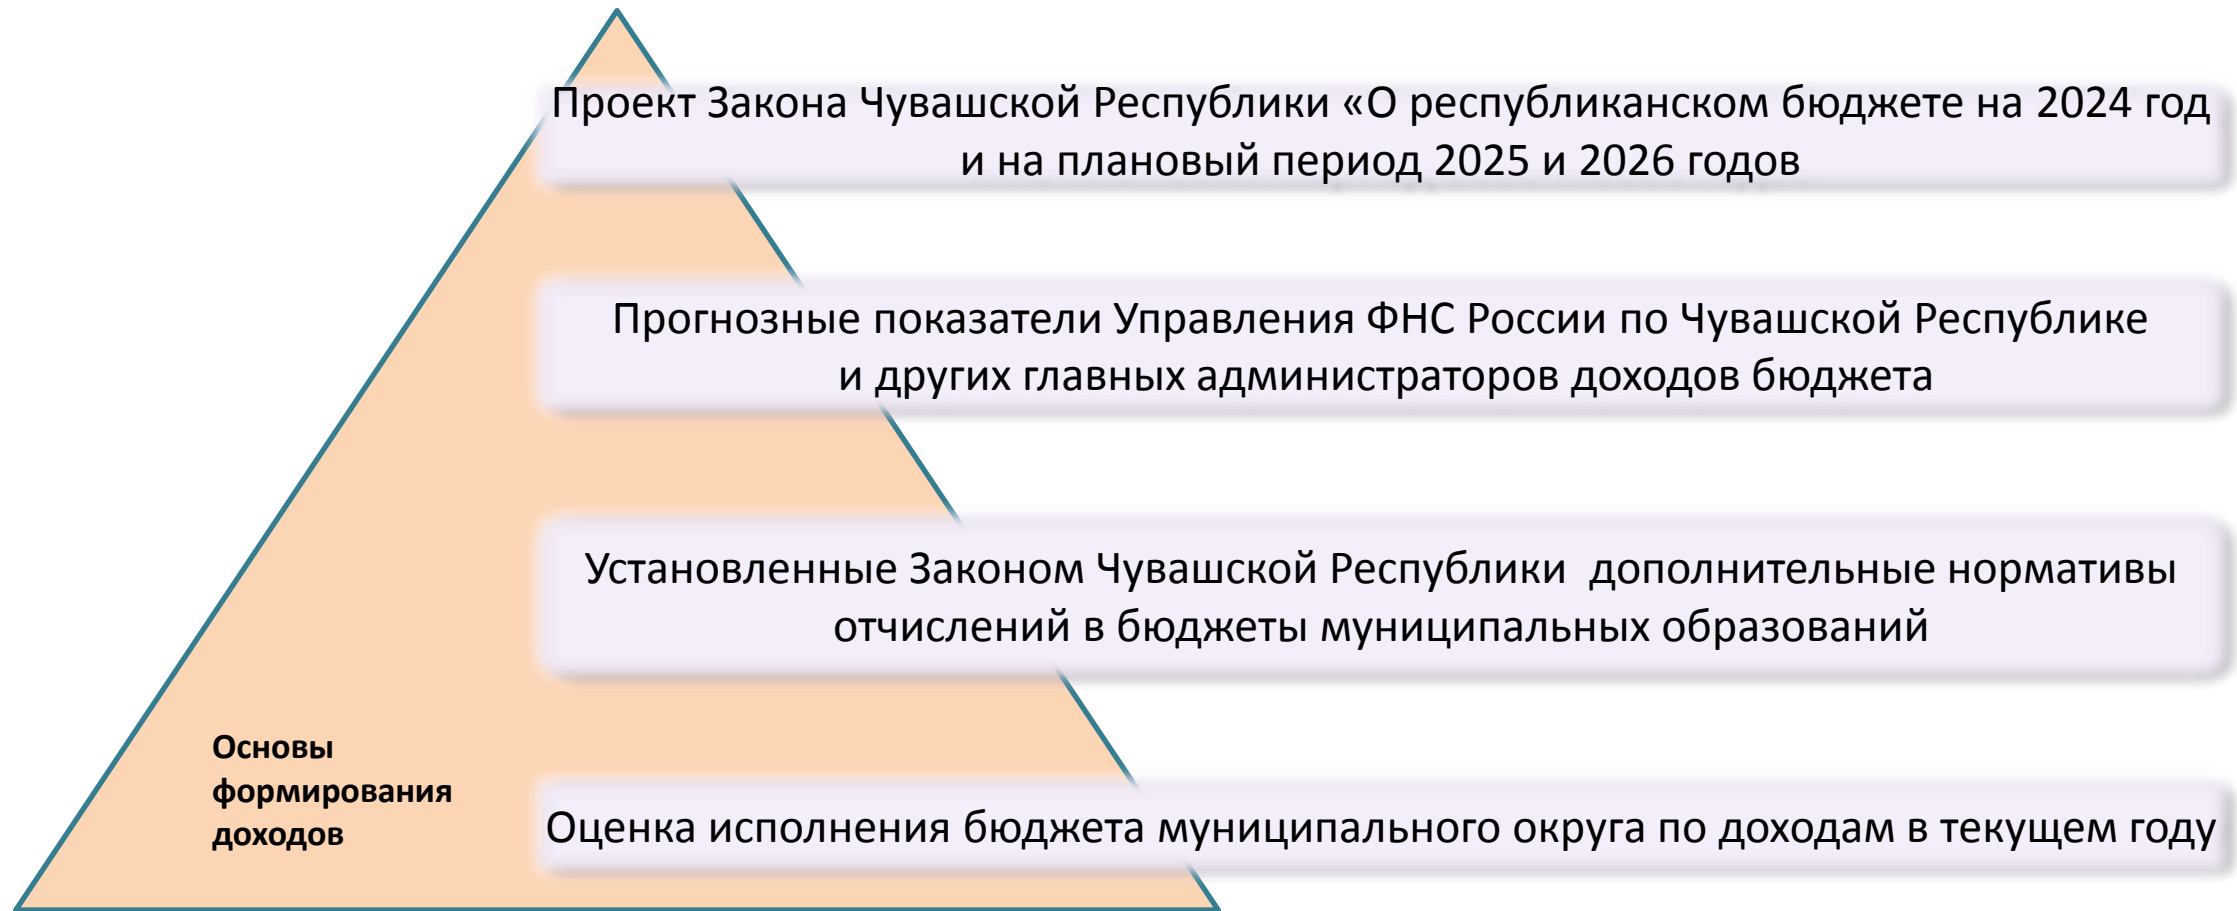 Проект Закона Чувашской Республики «О республиканском бюджете на 2024 год
и на плановый период 2025 и 2026 годов
Прогнозные показатели Управления ФНС России по Чувашской Республике
и других главных администраторов доходов бюджета
Установленные Законом Чувашской Республики  дополнительные нормативы
отчислений в бюджеты муниципальных образований
Основы
формирования
доходов
Оценка исполнения бюджета муниципального округа по доходам в текущем году